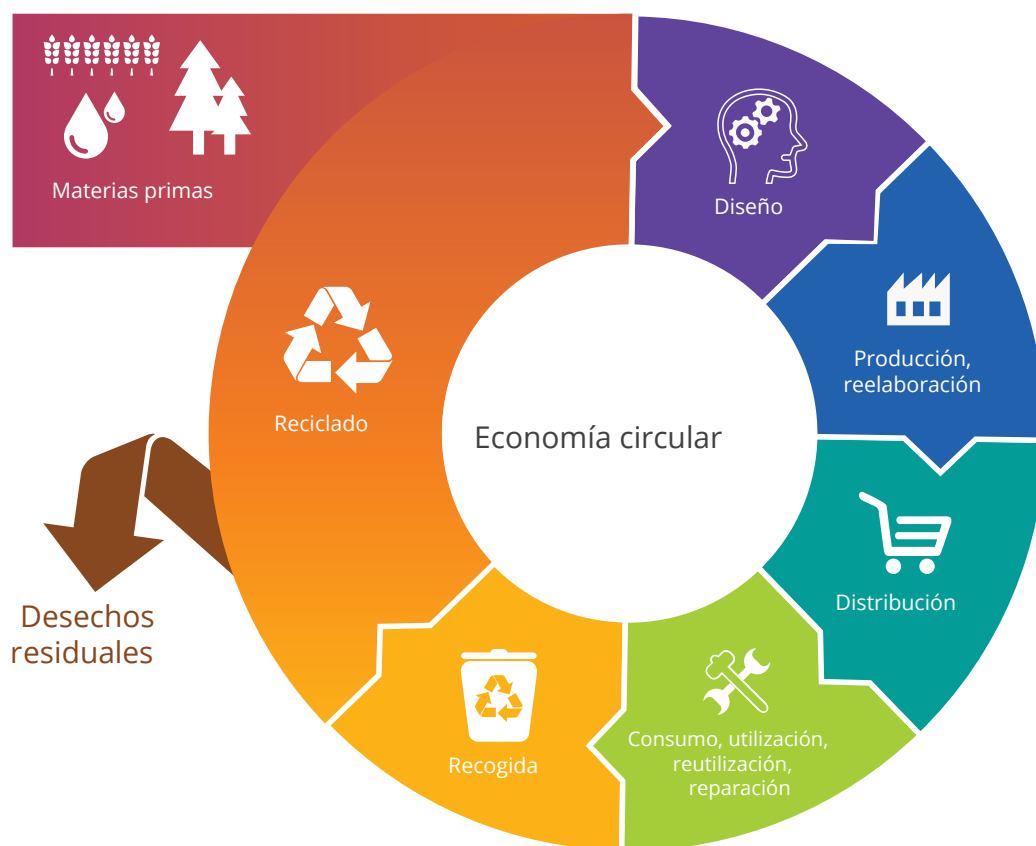 Materias primas
Diseño
Producción,
reelaboración
Reciclado
Economía circular
Distribución
Desechos
residuales
Consumo, utilización,
reutilización,
reparación
Recogida